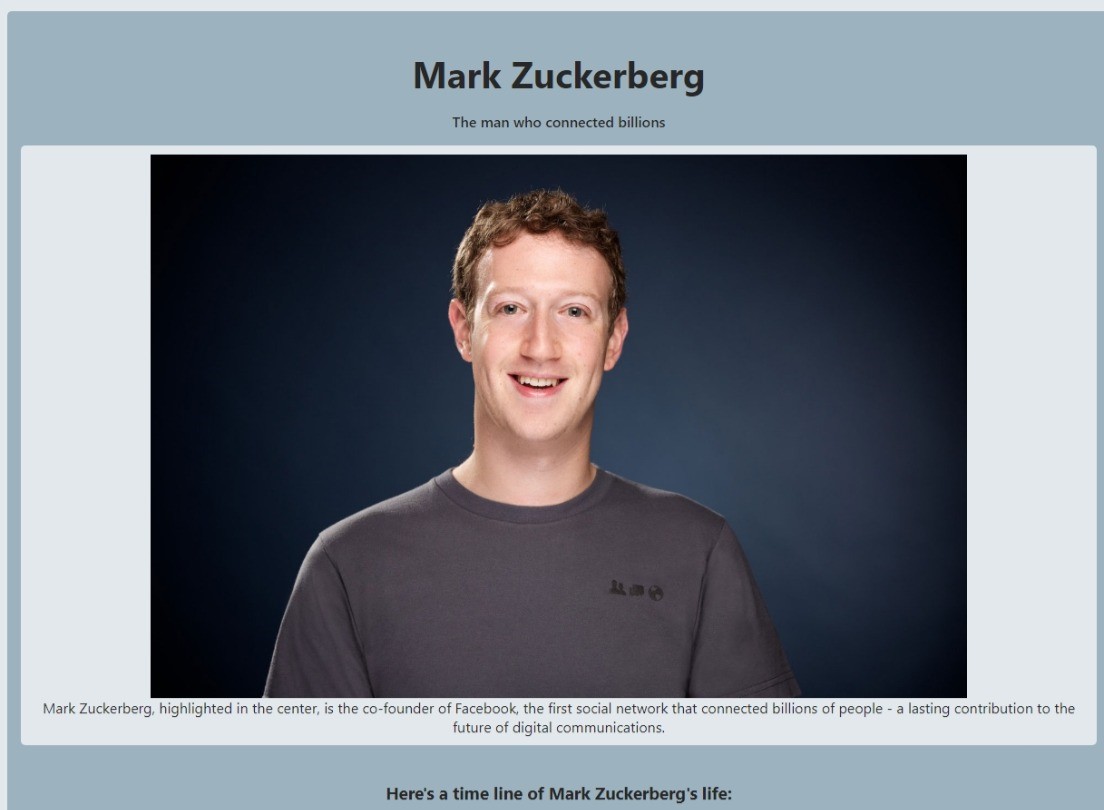 Mark Zuckerberg
The man who connected billions
Mark Zuckerberg, highlighted in the center, is the co-founder of Facebook, the first social network that connected billions of people - a lasting contribution to the
future of digital communications.
Here's a time line of Mark Zuckerberg's life: